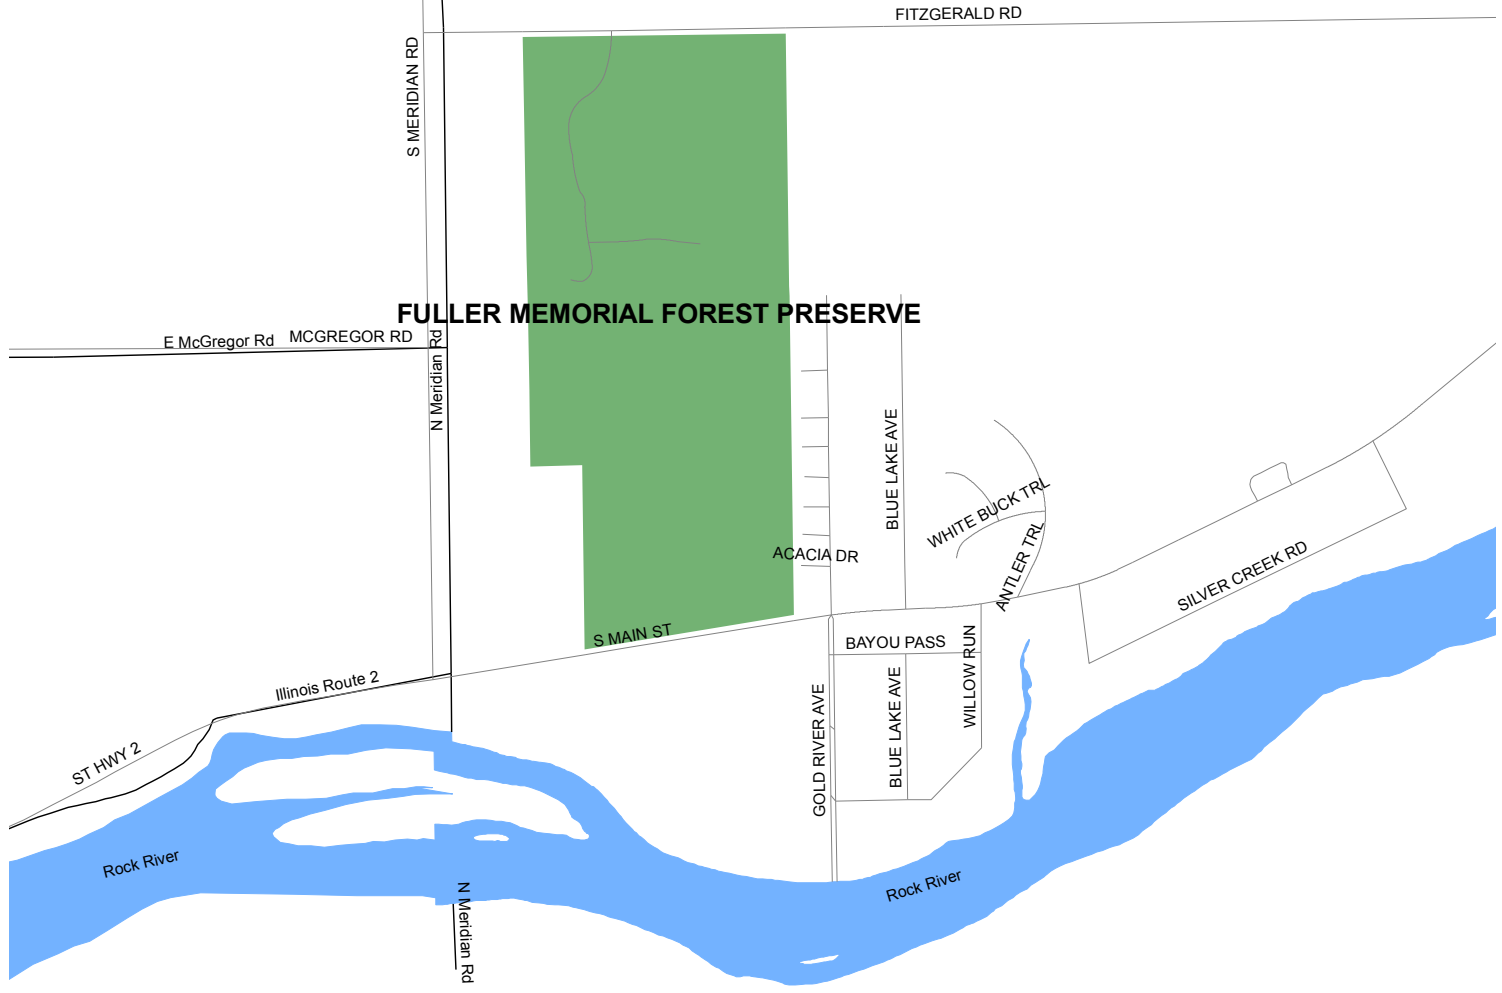 FITZGERALD RD
S MERIDIAN RD
FULLER MEMORIAL FOREST PRESERVE
E McGregor Rd
MCGREGOR RD
N Meridian Rd
BLUE LAKE AVE
WHITE BUCK TRL
ACACIA DR
ANTLER TRL
SILVER CREEK RD
S MAIN ST
BAYOU PASS
WILLOW RUN
Illinois Route 2
GOLD RIVER AVE
BLUE LAKE AVE
ST HWY 2
Rock River
Rock River
N Meridian Rd